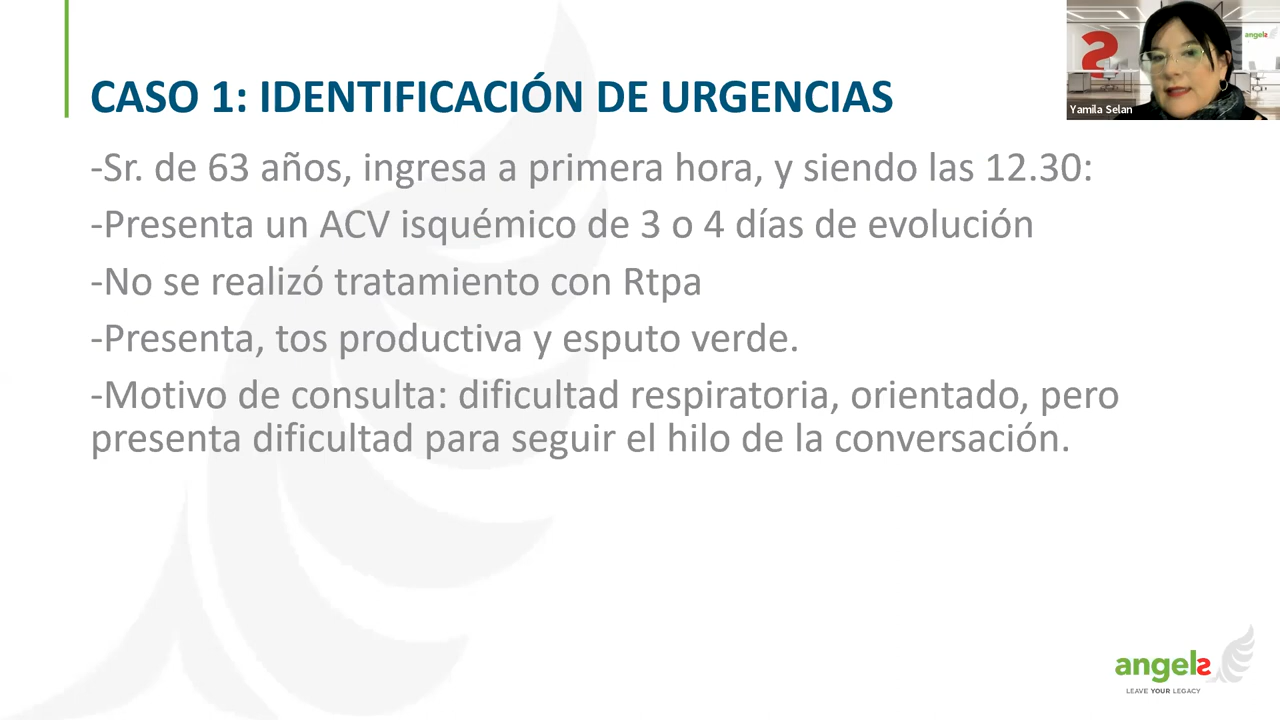 CASO 1: IDENTIFICACIÓN DE URGENCIAS
-Sr. de 63 años, ingresa a primera hora, y siendo las 12.30:
-Presenta un ACV isquémico de 3 o 4 días de evolución
-No se realizó tratamiento con Rtpa
-Presenta, tos productiva y esputo verde.
-Motivo de consulta: dificultad respiratoria, orientado, pero
presenta dificultad para seguir el hilo de la conversación.
angels
Yamila Selan
angels
LEAVE YOUR LEGACY